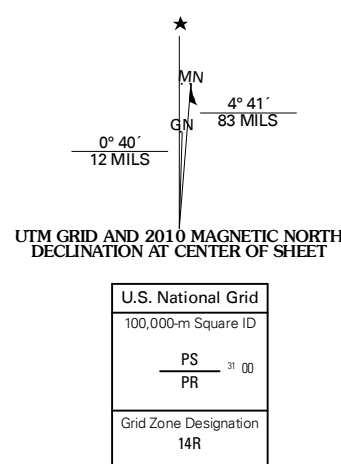 MN
4° 41´
GN
83 MILS
0° 40´
12 MILS
UTM GRID AND 2010 MAGNETIC NORTH
DECLINATION AT CENTER OF SHEET
U.S. National Grid
100,000-m Square ID
PS
31 00
PR
Grid Zone Designation
14R